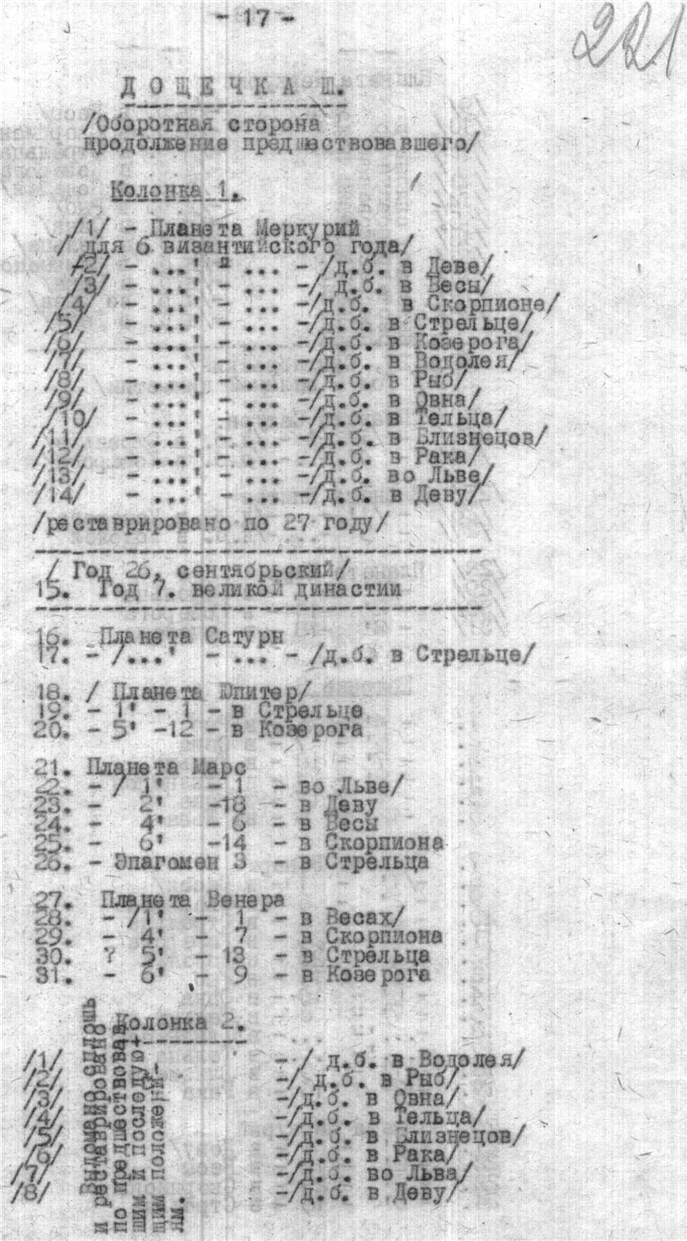 - 17 -
221
ДОЩЕЧКА Ш.
/Оборотная сторона
продолжение предшествовавшего/
Колонка 1.
/1/ - Планета Меркурий
/ для 6 византийского года/
/2/ - ...' " ... -/д.б. в Деве/
/3/ - ...' - ... -/ д.б. в Весы/
/4/ - ...' - ... -/д.б. в Скорпионе/
/5/ - ...' - ... -/д.б. в Стрельце/
/6/ - ...' - ... -/д.б. в Козерога/
/7/ - ...' - ... -/д.б. в Водолея/
/8/ - ...' - ... -/д.б. в Рыб/
/9/ - ...' - ... -/д.б. в Овна/
/10/ - ...' - ... -/д.б. в Тельца/
/11/ - ...' - ... -/д.б. в Близнецов/
/12/ - ...' - ... -/д.б. в Рака/
/13/ - ...' - ... -/д.б. во Льве/
/14/ - ...' - ... -/д.б. в Деву/
/реставрировано по 27 году/
/ Год 26, сентябрьский/
15. Год 7. великой династии
16. Планета Сатурн
17. - /...' - ... - /д.б. в Стрельце/
18. / Планета Юпитер/
19. - 1' - 1 - в Стрельце
20. - 5' -12 - в Козерога
21. Планета Марс
22. - / 1' - 1 - во Льве/
23. - 2' -18 - в Деву
24. - 4' - 6 - в Весы
25. - 6' -14 - в Скорпиона
26. - Эпагомен 3 - в Стрельца
27. Планета Венера
28. - /1' - 1 - в Весах/
29. - 4' - 7 - в Скорпиона
30. ? 5' - 13 - в Стрельца
31. - 6' - 9 - в Козерога
Колонка 2.
/1/ -/ д.б. в Водолея/
/2/ -/ д.б. в Рыб/
/3/ -/д.б. в Овна/
/4/ -/д.б. в Тельца/
/5/ -/д.б. в Близнецов/
/6/ -/д.б. в Рака/
/7/ -/д.б. во Льва/
/8/ -/д.б. в Деву/
Выломано сплошь
и реставрировано
по предшествовав
шим и последую+
щим положени-
ям.